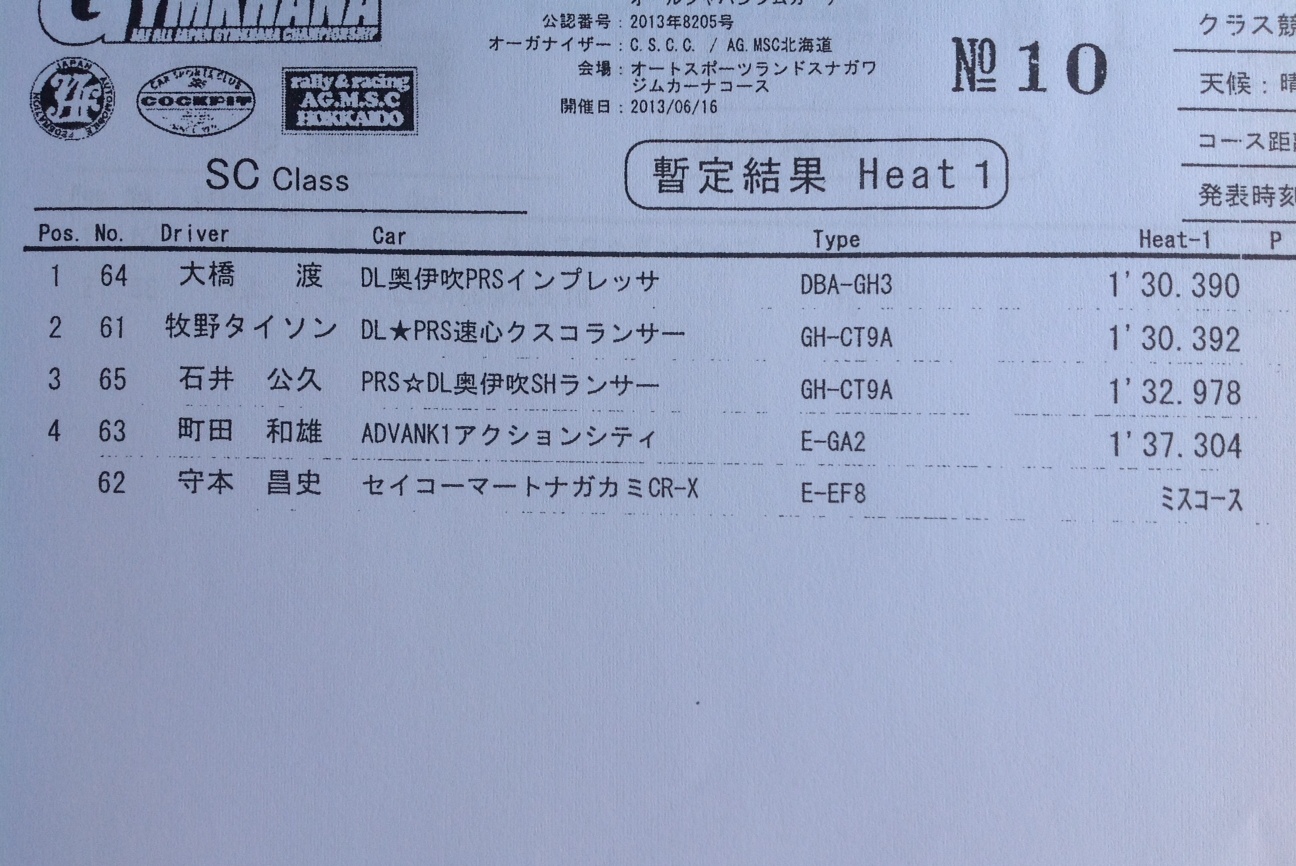 GYMKHANA
JAF ALL JAPAN GYMKHANA CHAMPIONSHIP
公認番号：2013年8205号
オーガナイザー：C.S.C.C. / AG.MSC北海道
会場：オートスポーツランドスナガワ
ジムカーナコース
開催日：2013/06/16
№10
クラス競
天候：晴
コース距離
発表時刻
JAPAN AUTOMOBILE FEDERATION
CAR SPORTS CLUB
COCKPIT
rally & racing
AG.M.S.C
HOKKAIDO
SC Class
暫定結果 Heat 1
Pos. No. Driver Car Type Heat-1 P
1 64 大橋 渡 DL奥伊吹PRSインプレッサ DBA-GH3 1'30.390
2 61 牧野タイソン DL★PRS速心クスコランサー GH-CT9A 1'30.392
3 65 石井 公久 PRS☆DL奥伊吹SHランサー GH-CT9A 1'32.978
4 63 町田 和雄 ADVANK1アクションシティ E-GA2 1'37.304
62 守本 昌史 セイコーマートナガカミCR-X E-EF8 ミスコース